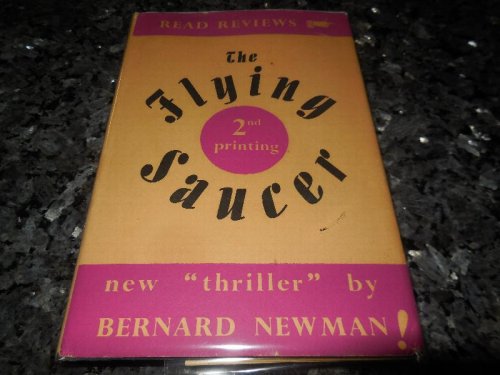 READ REVIEWS
The
Flying
2nd
printing
Saucer
new "thriller" by
BERNARD NEWMAN!